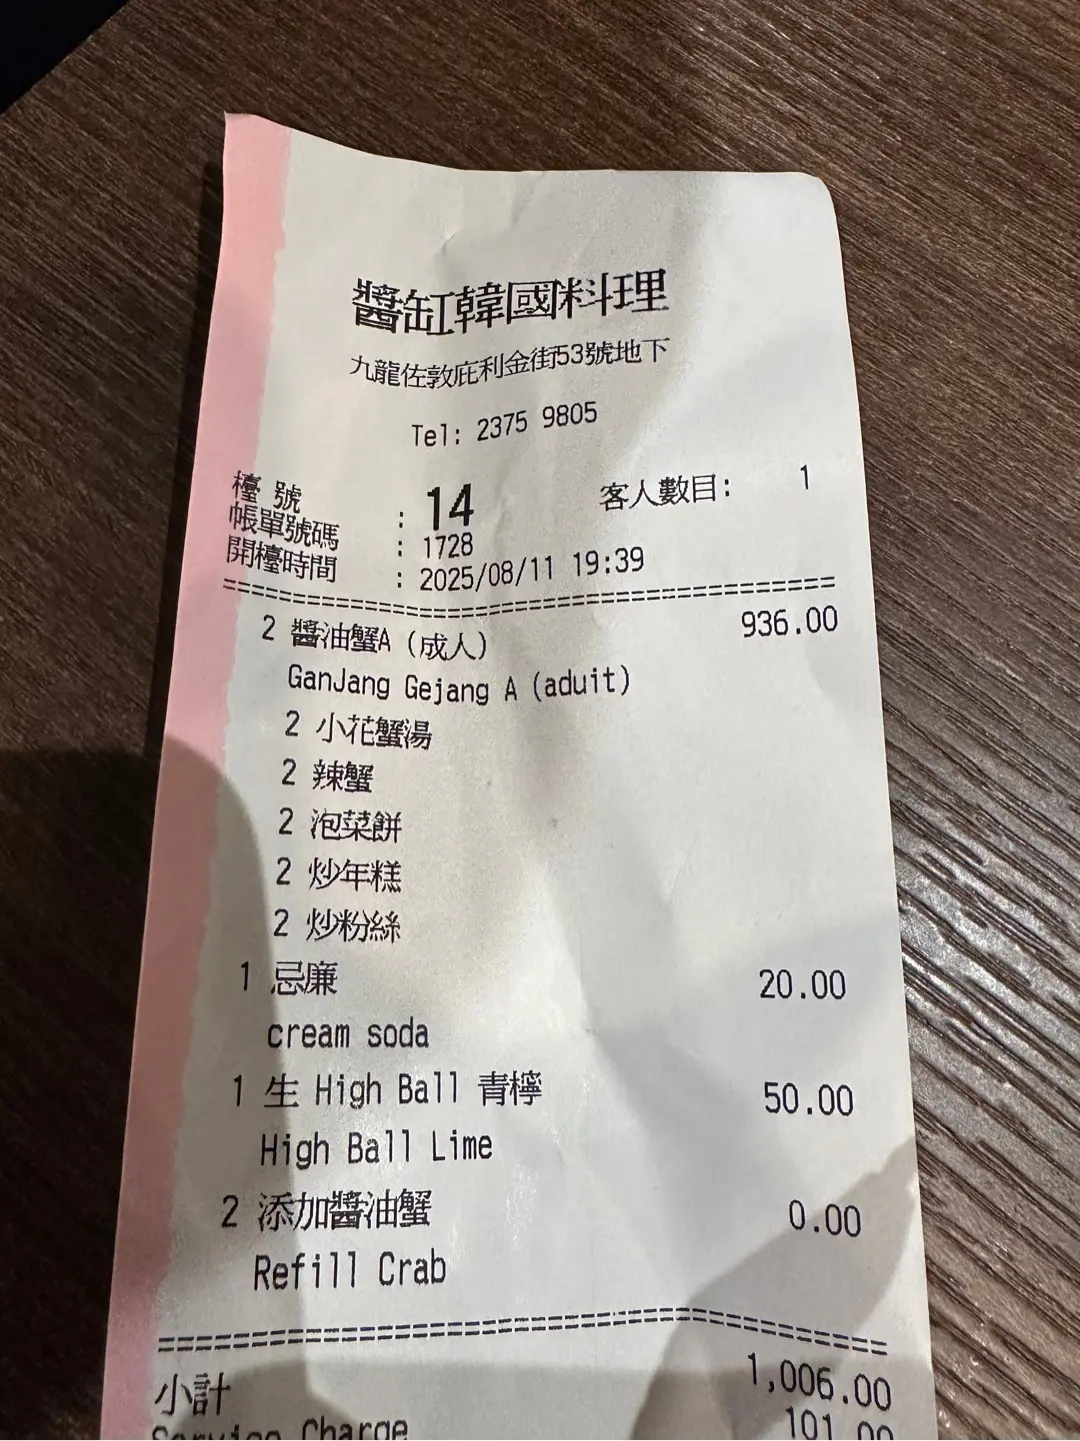 醬缸韓國料理
九龍佐敦庇利金街53號地下
Tel: 2375 9805
檯號 : 14 客人數目: 1
帳單號碼 : 1728
開檯時間 : 2025/08/11 19:39
2 醬油蟹A (成人) 936.00
GanJang Gejang A (aduit)
2 小花蟹湯
2 辣蟹
2 泡菜餅
2 炒年糕
2 炒粉絲
1 忌廉 20.00
cream soda
1 生 High Ball 青檸 50.00
High Ball Lime
2 添加醬油蟹 0.00
Refill Crab
小計 1,006.00
Service Charge 101.00